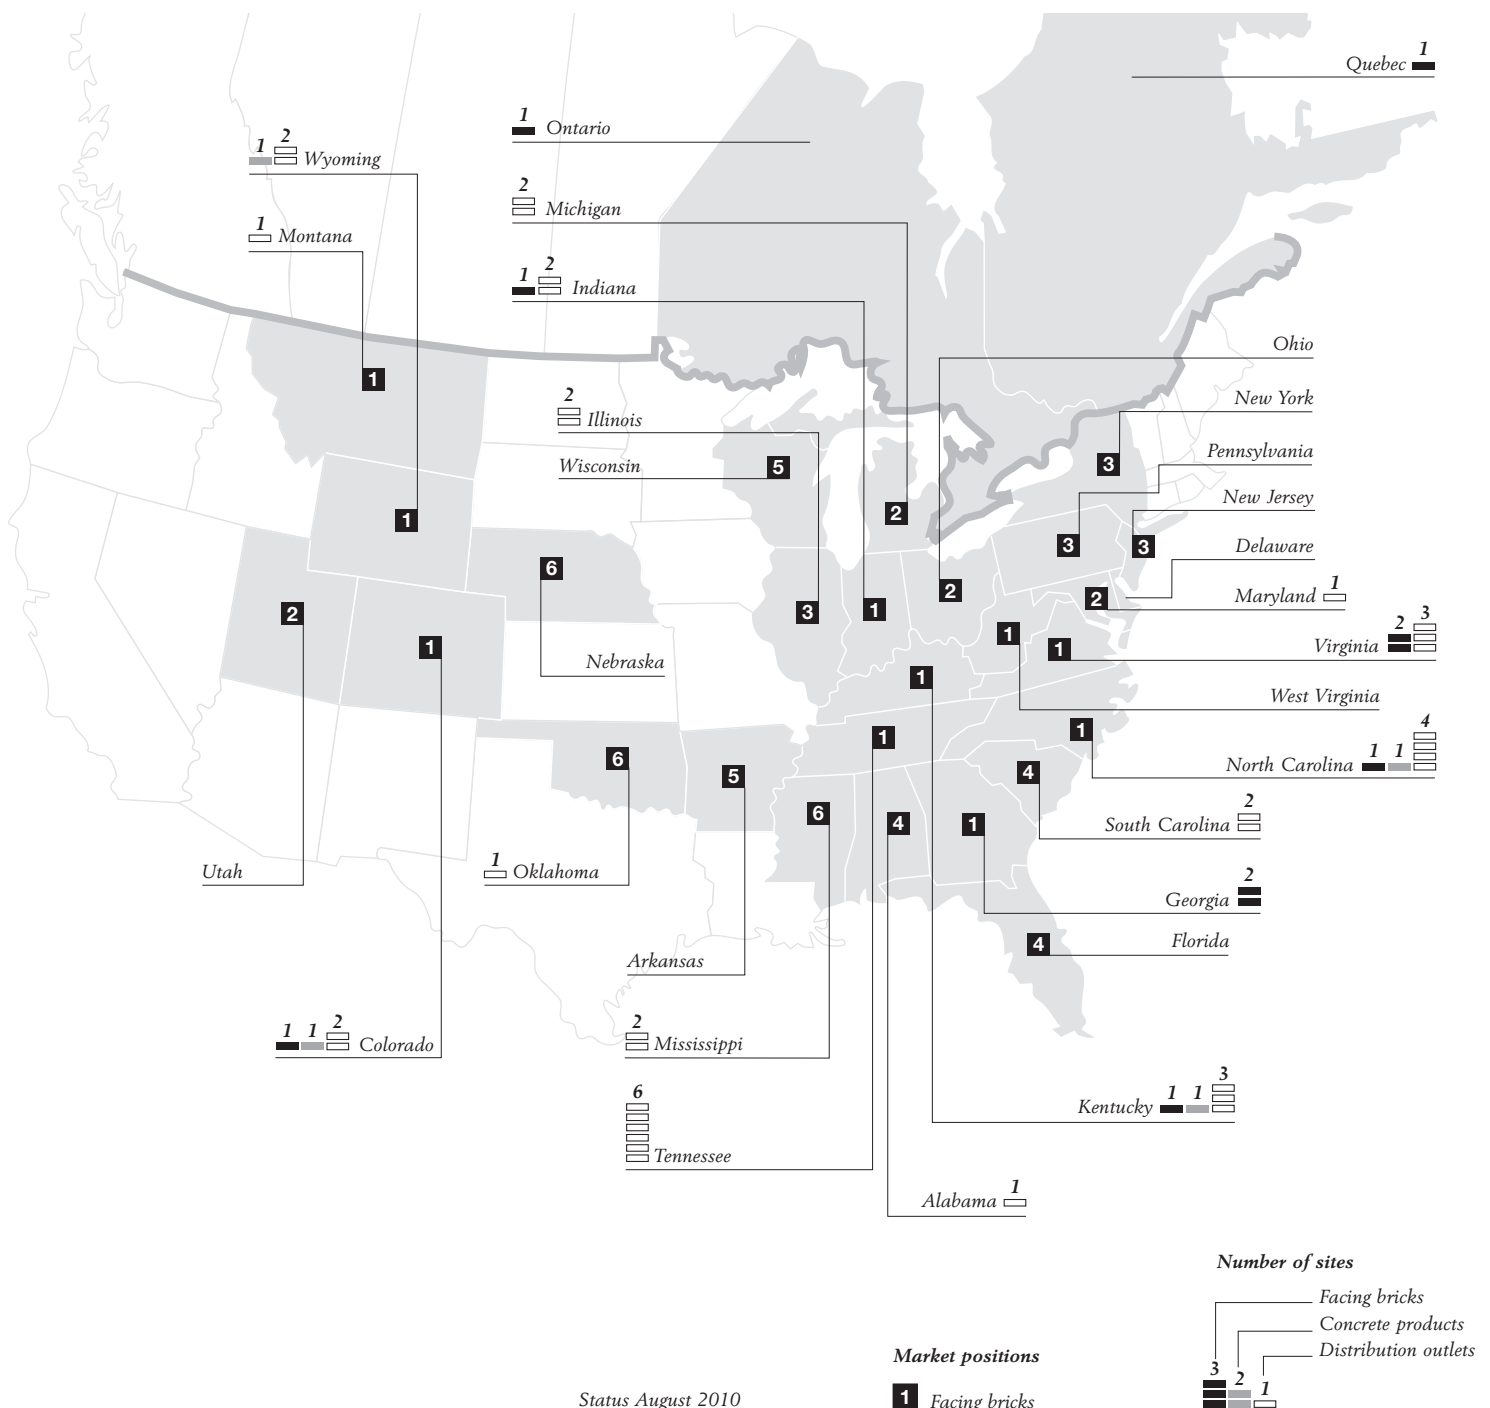 1
Quebec
1
Ontario
1 2
Wyoming
2
Michigan
1
Montana
1 2
Indiana
Ohio
1
New York
2
Illinois
Pennsylvania
Wisconsin
5
3
New Jersey
2
1
Delaware
3
3
6
Maryland
1
2
3
1
2
2
2 3
Virginia
1
1
1
Nebraska
1
West Virginia
4
1
1
North Carolina
1 1
6
5
4
2
South Carolina
6
4
1
Utah
1
Oklahoma
2
Georgia
4
Florida
Arkansas
1 1 2
Colorado
2
Mississippi
3
Kentucky
1 1
6
Tennessee
1
Alabama
Number of sites
Facing bricks
Concrete products
Distribution outlets
3 2 1
Market positions
1 Facing bricks
Status August 2010